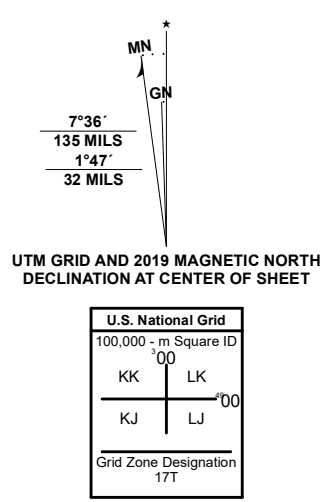 MN
GN
7°36´
135 MILS
1°47´
32 MILS
UTM GRID AND 2019 MAGNETIC NORTH
DECLINATION AT CENTER OF SHEET
U.S. National Grid
100,000 - m Square ID
³00
KK LK
⁴⁹00
KJ LJ
Grid Zone Designation
17T